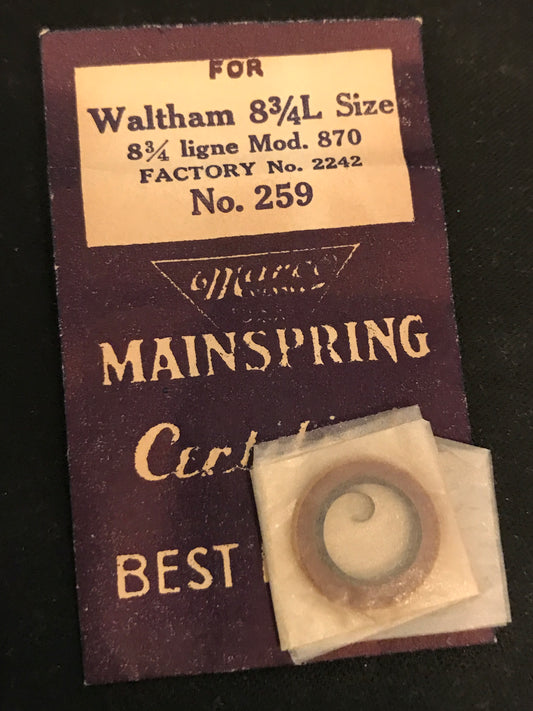 FOR
Waltham 8¾L Size
8¾ ligne Mod. 870
FACTORY No. 2242
No. 259
MAINSPRING
BEST